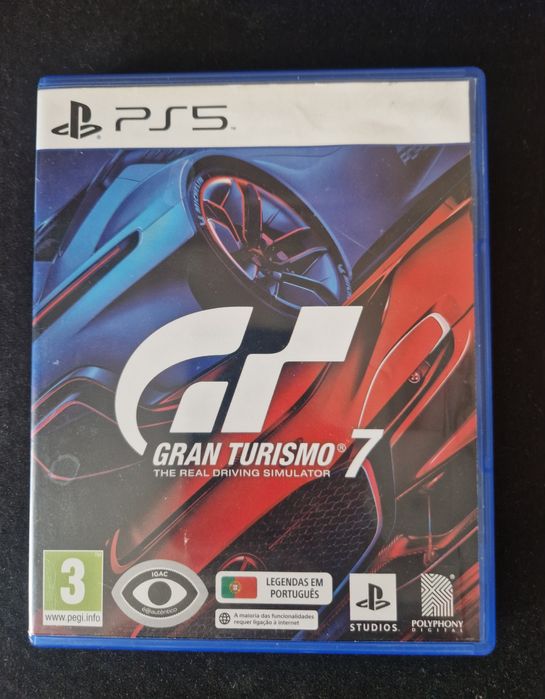 PS5
GRAN TURISMO® 7
THE REAL DRIVING SIMULATOR
3
www.pegi.info
IGAC
LEGENDAS EM
PORTUGUÊS
A maioria das funcionalidades
requer ligação à internet
STUDIOS
POLYPHONY
DIGITAL